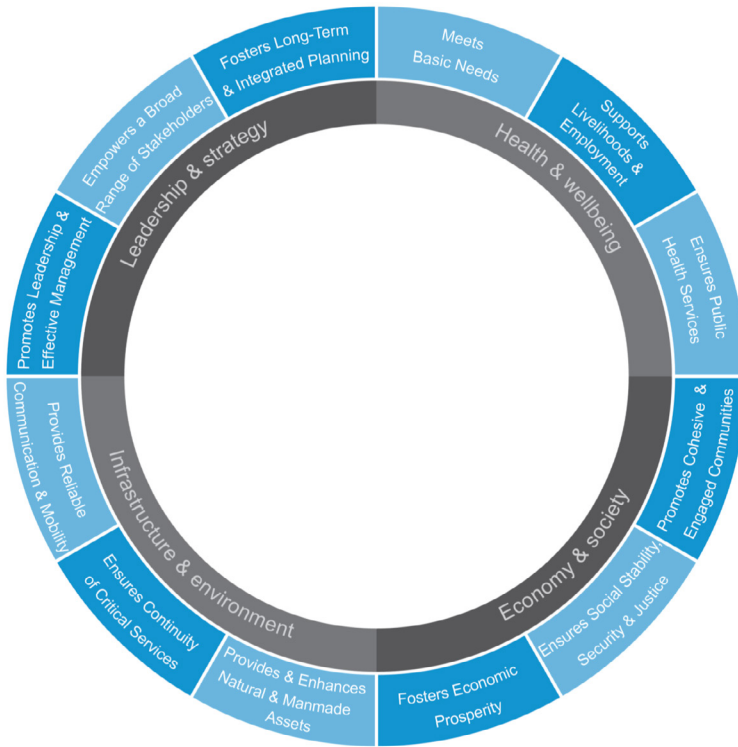 Meets
Basic Needs
Supports
Livelihoods &
Employment
Ensures Public
Health Services
Promotes Cohesive &
Engaged Communities
Ensures Social Stability,
Security & Justice
Fosters Economic
Prosperity
Provides & Enhances
Natural & Manmade
Assets
Ensures Continuity
of Critical Services
Provides Reliable
Communication & Mobility
Promotes Leadership &
Effective Management
Empowers a Broad
Range of Stakeholders
Fosters Long-Term
& Integrated Planning
Health & wellbeing
Economy & society
Infrastructure & environment
Leadership & strategy